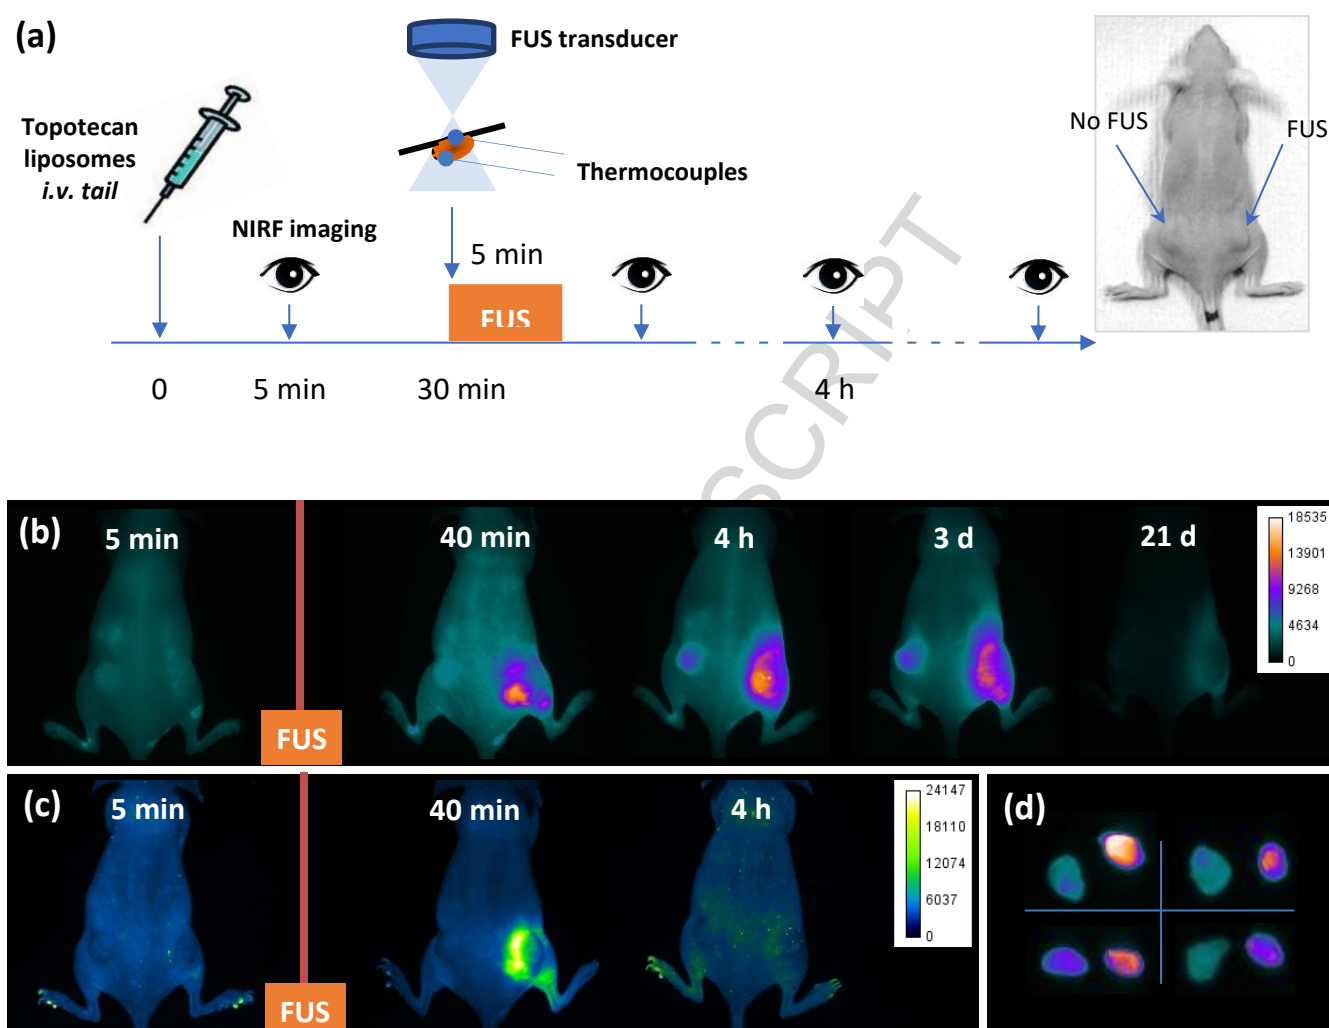 (a)
FUS transducer
Topotecan
liposomes
i.v. tail
Thermocouples
No FUS
FUS
NIRF imaging
5 min
FUS
0
5 min
30 min
4 h
SCRIPT
(b)
5 min
40 min
4 h
3 d
21 d
18535
13901
9268
4634
0
FUS
(c)
5 min
40 min
4 h
24147
18110
12074
6037
0
FUS
(d)